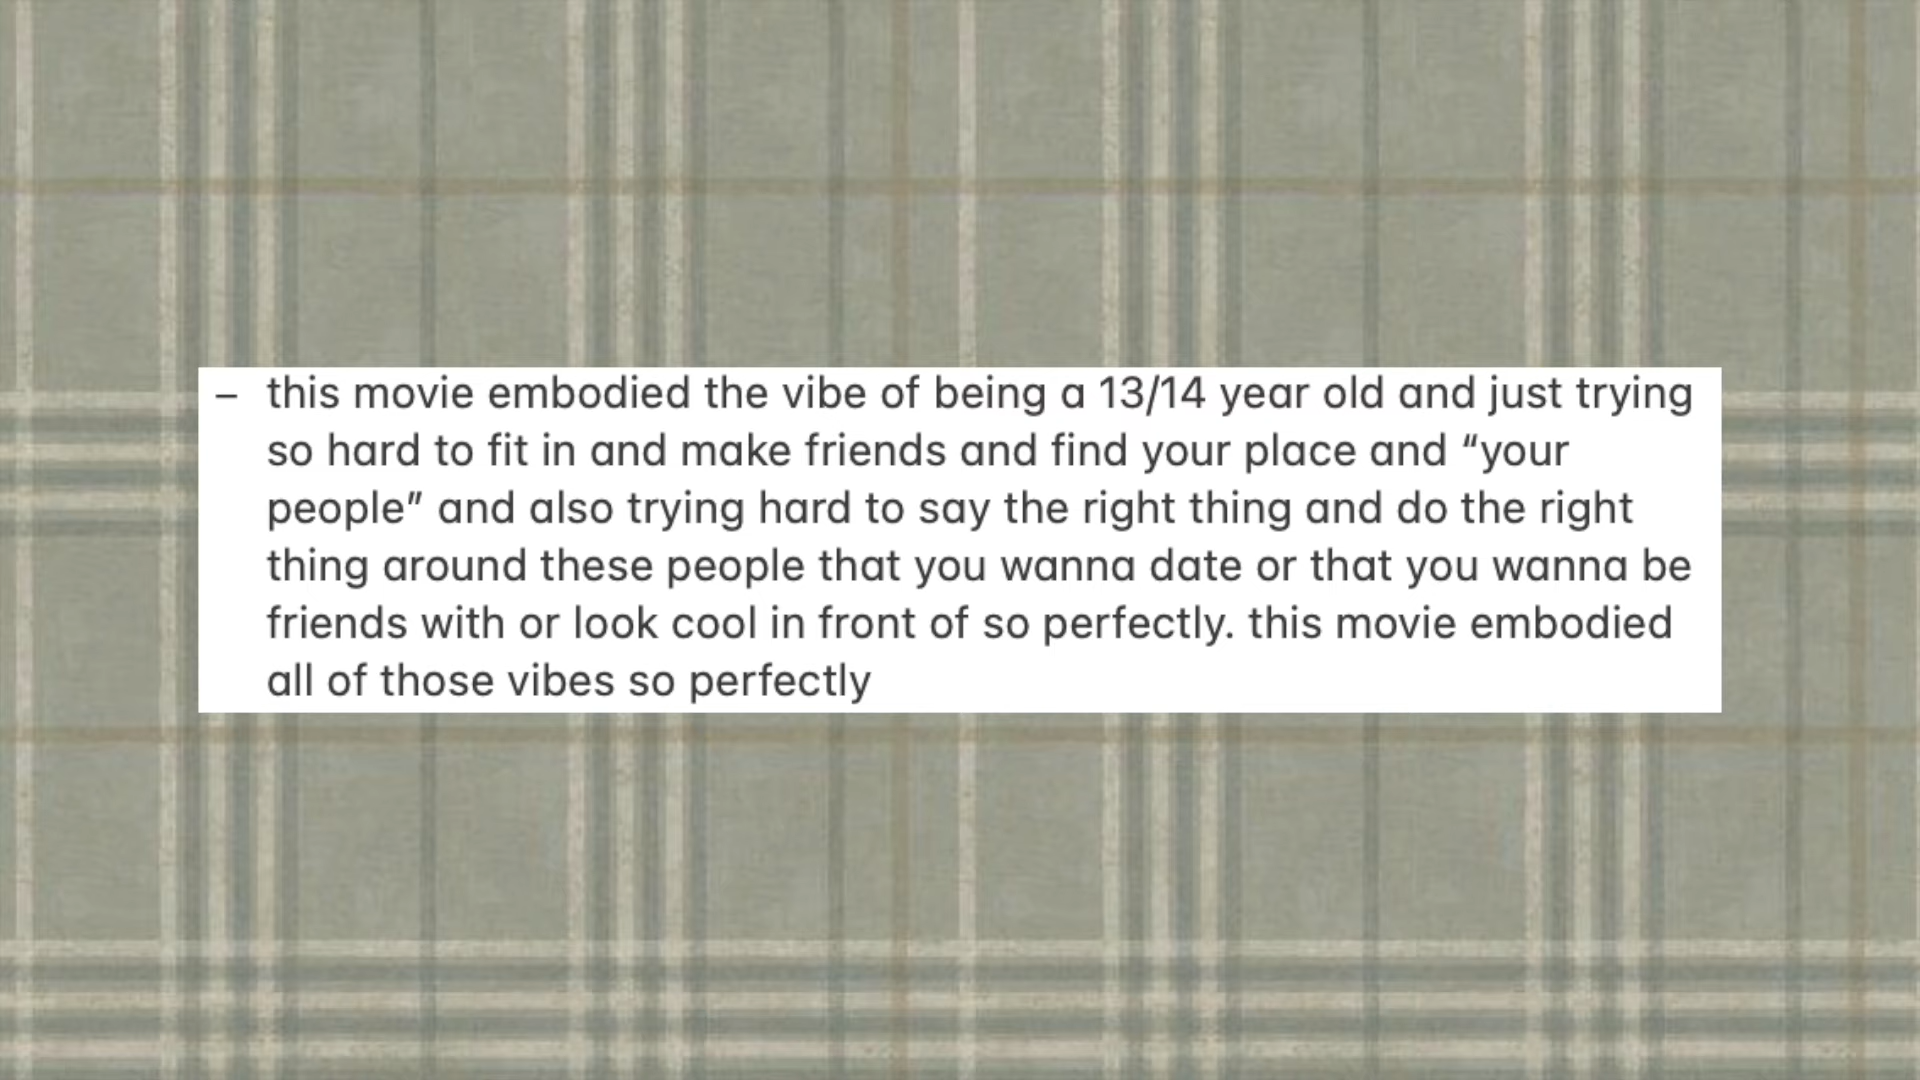 – this movie embodied the vibe of being a 13/14 year old and just trying
so hard to fit in and make friends and find your place and “your
people” and also trying hard to say the right thing and do the right
thing around these people that you wanna date or that you wanna be
friends with or look cool in front of so perfectly. this movie embodied
all of those vibes so perfectly